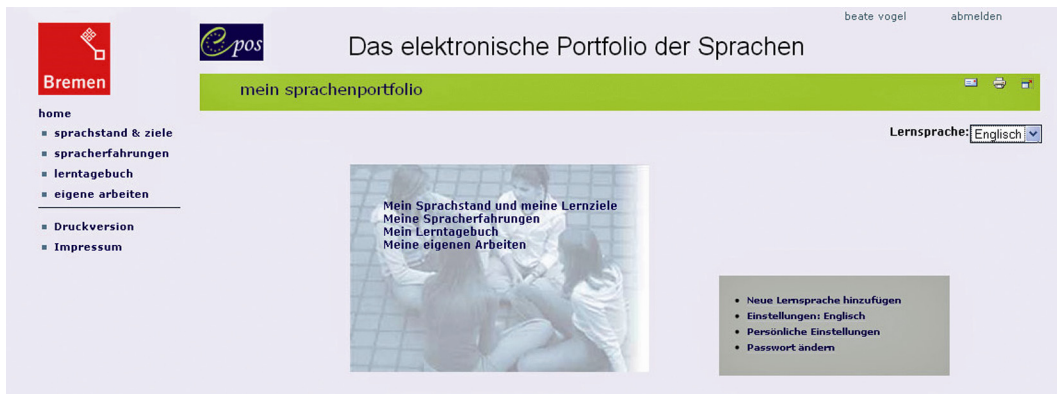 beate vogel abmelden
Bremen
epos
Das elektronische Portfolio der Sprachen
mein sprachenportfolio
home
sprachstand & ziele
spracherfahrungen
lerntagebuch
eigene arbeiten
Druckversion
Impressum
Lernsprache: Englisch
Mein Sprachstand und meine Lernziele
Meine Spracherfahrungen
Mein Lerntagebuch
Meine eigenen Arbeiten
Neue Lernsprache hinzufügen
Einstellungen: Englisch
Persönliche Einstellungen
Passwort ändern